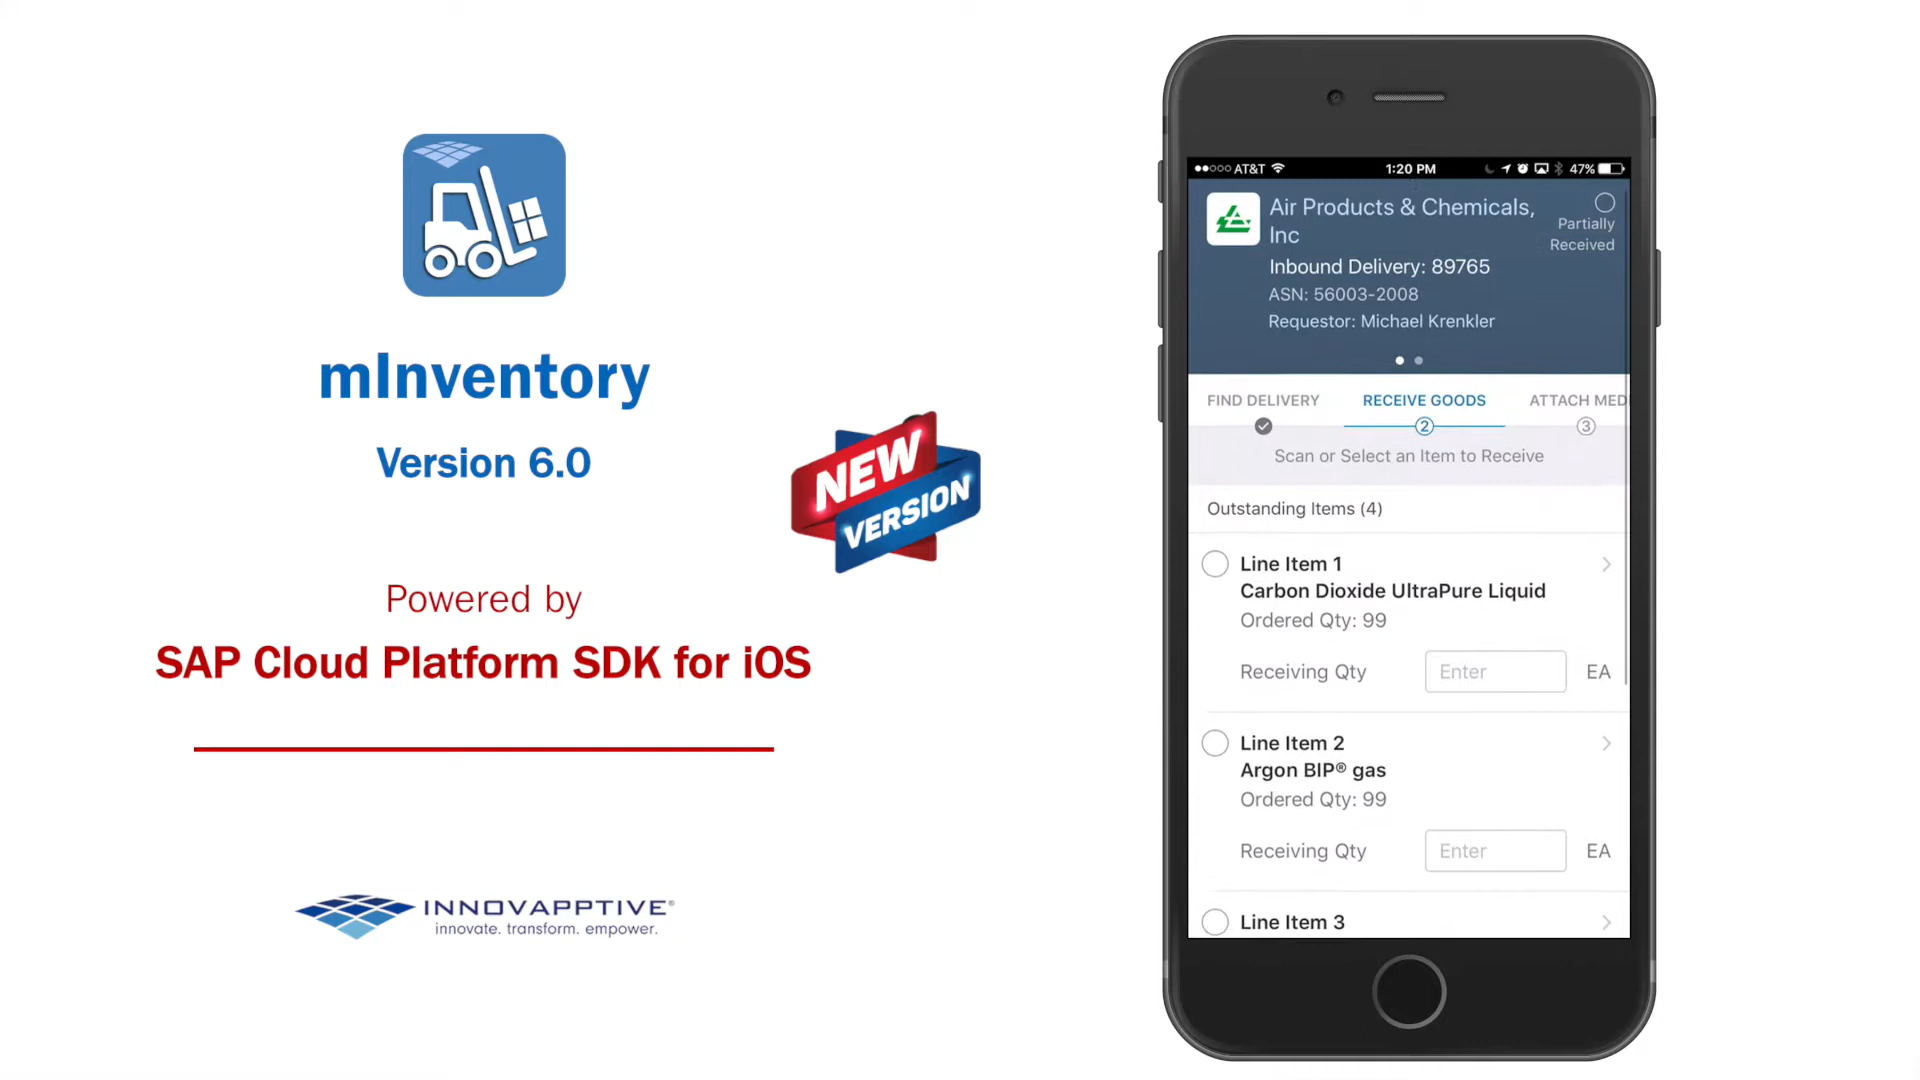 mInventory
Version 6.0
NEW
VERSION
Powered by
SAP Cloud Platform SDK for iOS
INNOVAPPTIVE®
innovate. transform. empower.
AT&T 1:20 PM 47%
Air Products & Chemicals,
Inc
Partially
Received
Inbound Delivery: 89765
ASN: 56003-2008
Requestor: Michael Krenkler
FIND DELIVERY RECEIVE GOODS ATTACH MED
2 3
Scan or Select an Item to Receive
Outstanding Items (4)
Line Item 1
Carbon Dioxide UltraPure Liquid
Ordered Qty: 99
Receiving Qty Enter EA
Line Item 2
Argon BIP® gas
Ordered Qty: 99
Receiving Qty Enter EA
Line Item 3